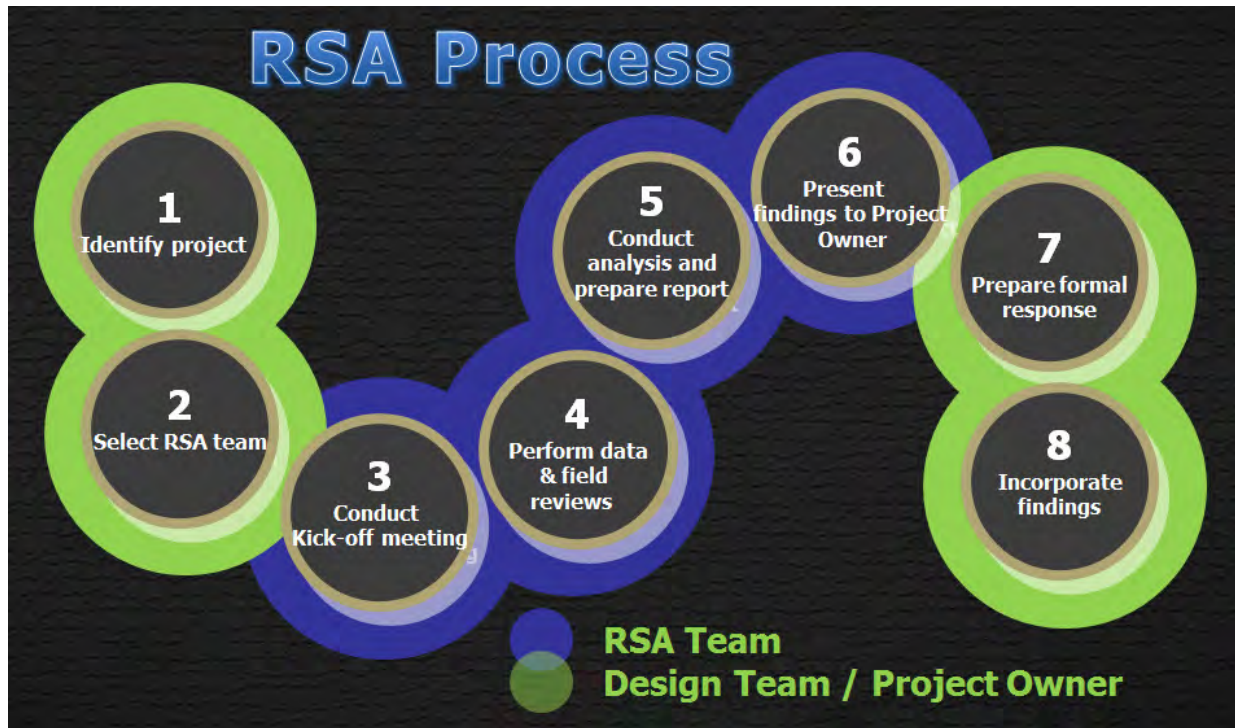 RSA Process
1
Identify project
2
Select RSA team
3
Conduct
Kick-off meeting
4
Perform data
& field
reviews
5
Conduct
analysis and
prepare report
6
Present
findings to Project
Owner
7
Prepare formal
response
8
Incorporate
findings
RSA Team
Design Team / Project Owner